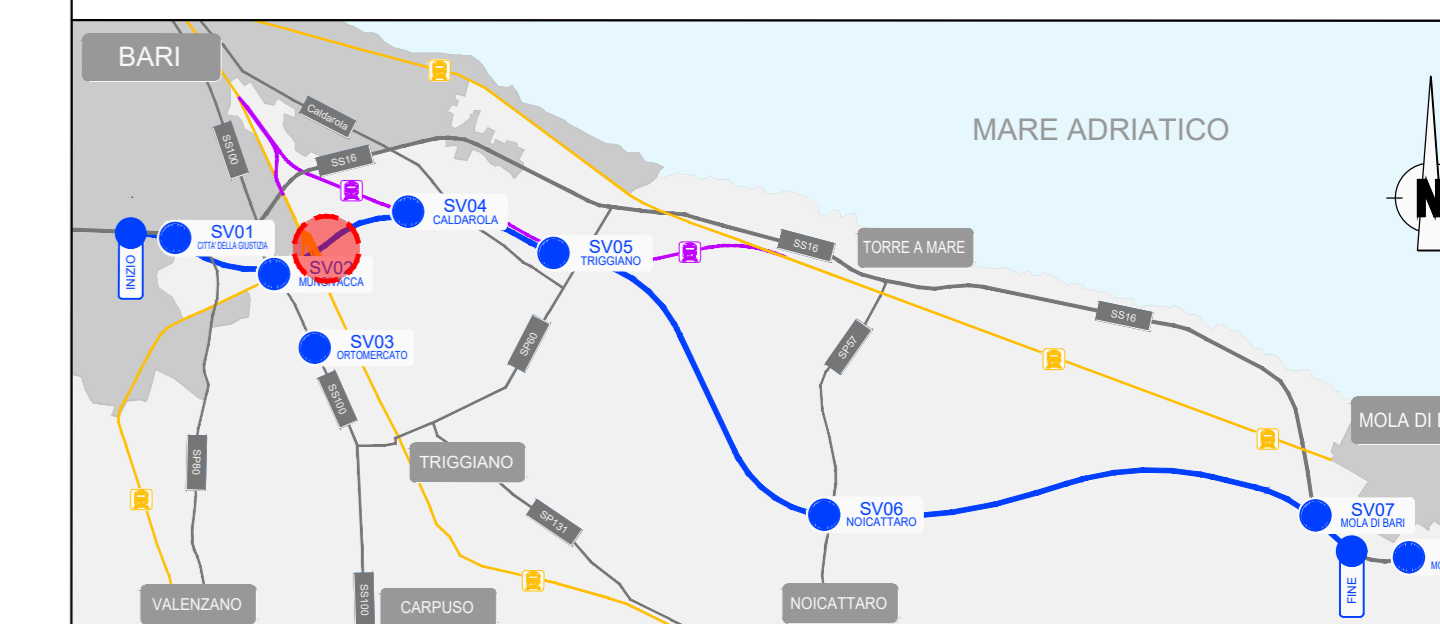 BARI
MARE ADRIATICO
N
Caldarola
SS100
SS16
SV04
CALDAROLA
SV01
CITTA' DELLA GIUSTIZIA
SV05
TRIGGIANO
SS16
TORRE A MARE
INIZIO
SV02
MUNGIVACCA
SS16
SV03
ORTOMERCATO
SP60
SP57
SS100
MOLA DI
TRIGGIANO
SP80
SV06
NOICATTARO
SV07
MOLA DI BARI
SP131
FINE
VALENZANO
SS100
CARPUSO
NOICATTARO